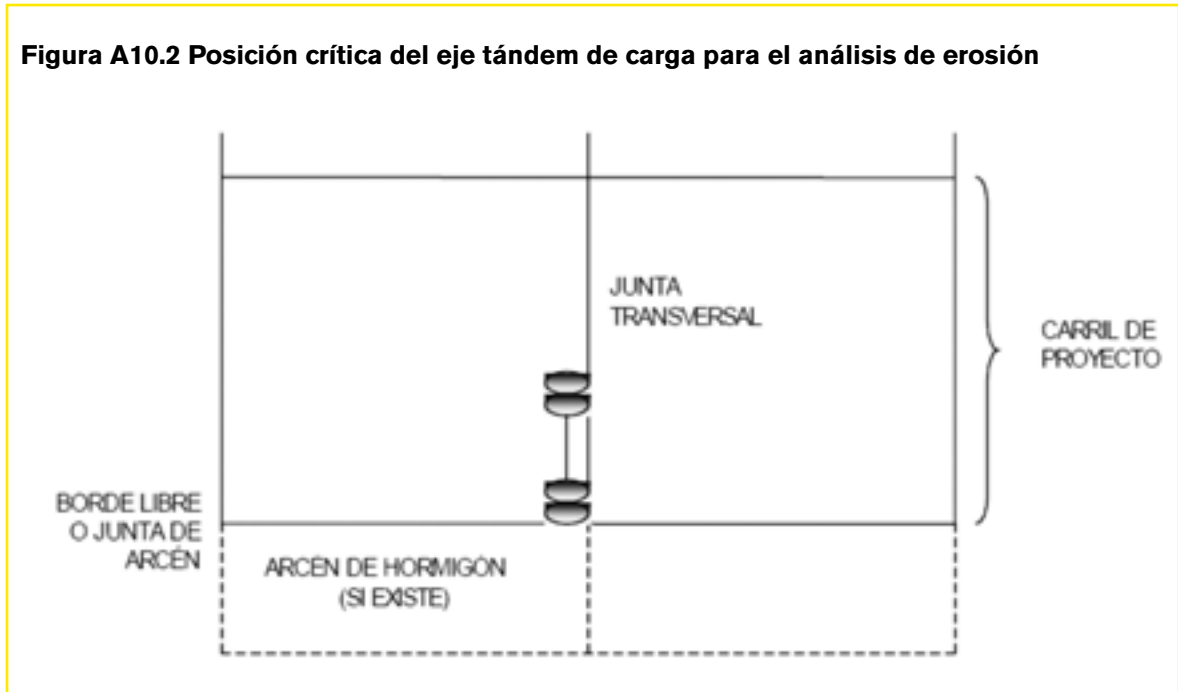 Figura A10.2 Posición crítica del eje tándem de carga para el análisis de erosión
JUNTA
TRANSVERSAL
CARRIL DE
PROYECTO
BORDE LIBRE
O JUNTA DE
ARCÉN
ARCÉN DE HORMIGÓN
(SI EXISTE)